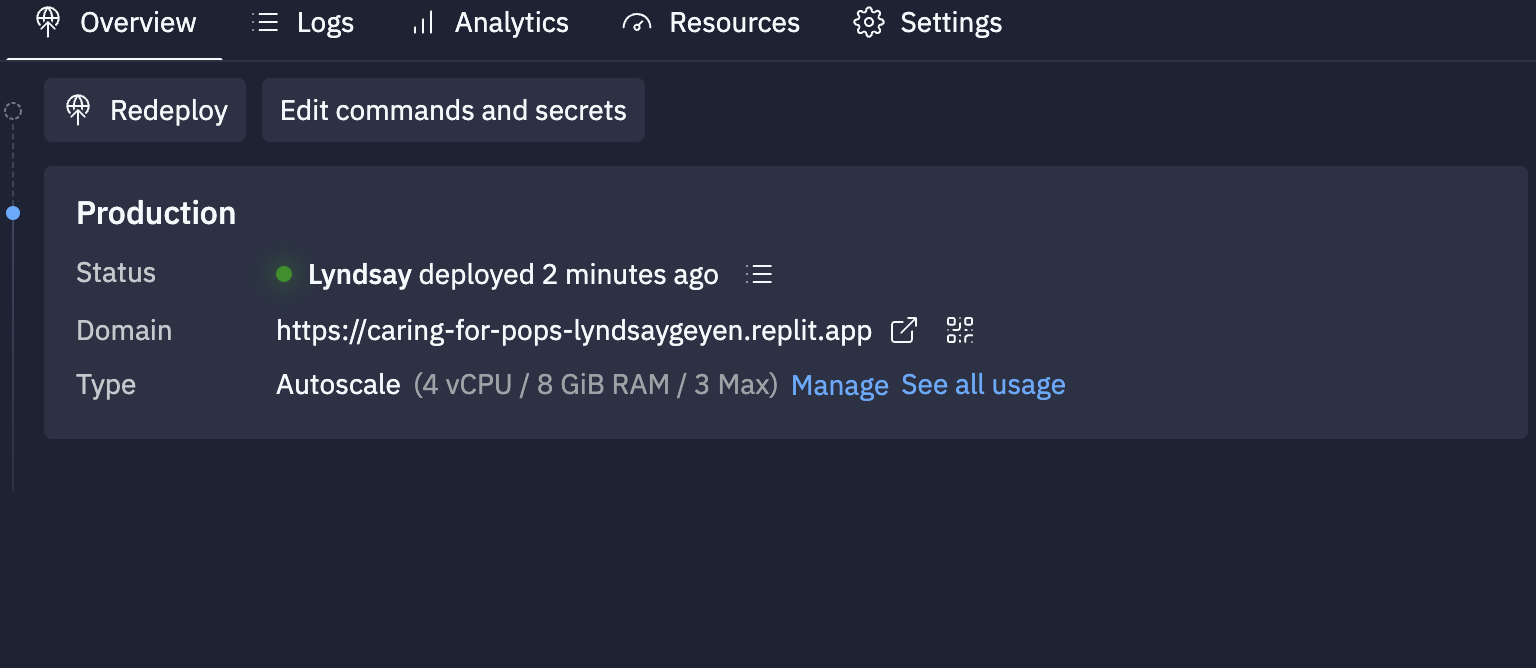 Overview Logs Analytics Resources Settings
Redeploy Edit commands and secrets
Production
Status Lyndsay deployed 2 minutes ago
Domain https://caring-for-pops-lyndsaygeyen.replit.app
Type Autoscale (4 vCPU / 8 GiB RAM / 3 Max) Manage See all usage